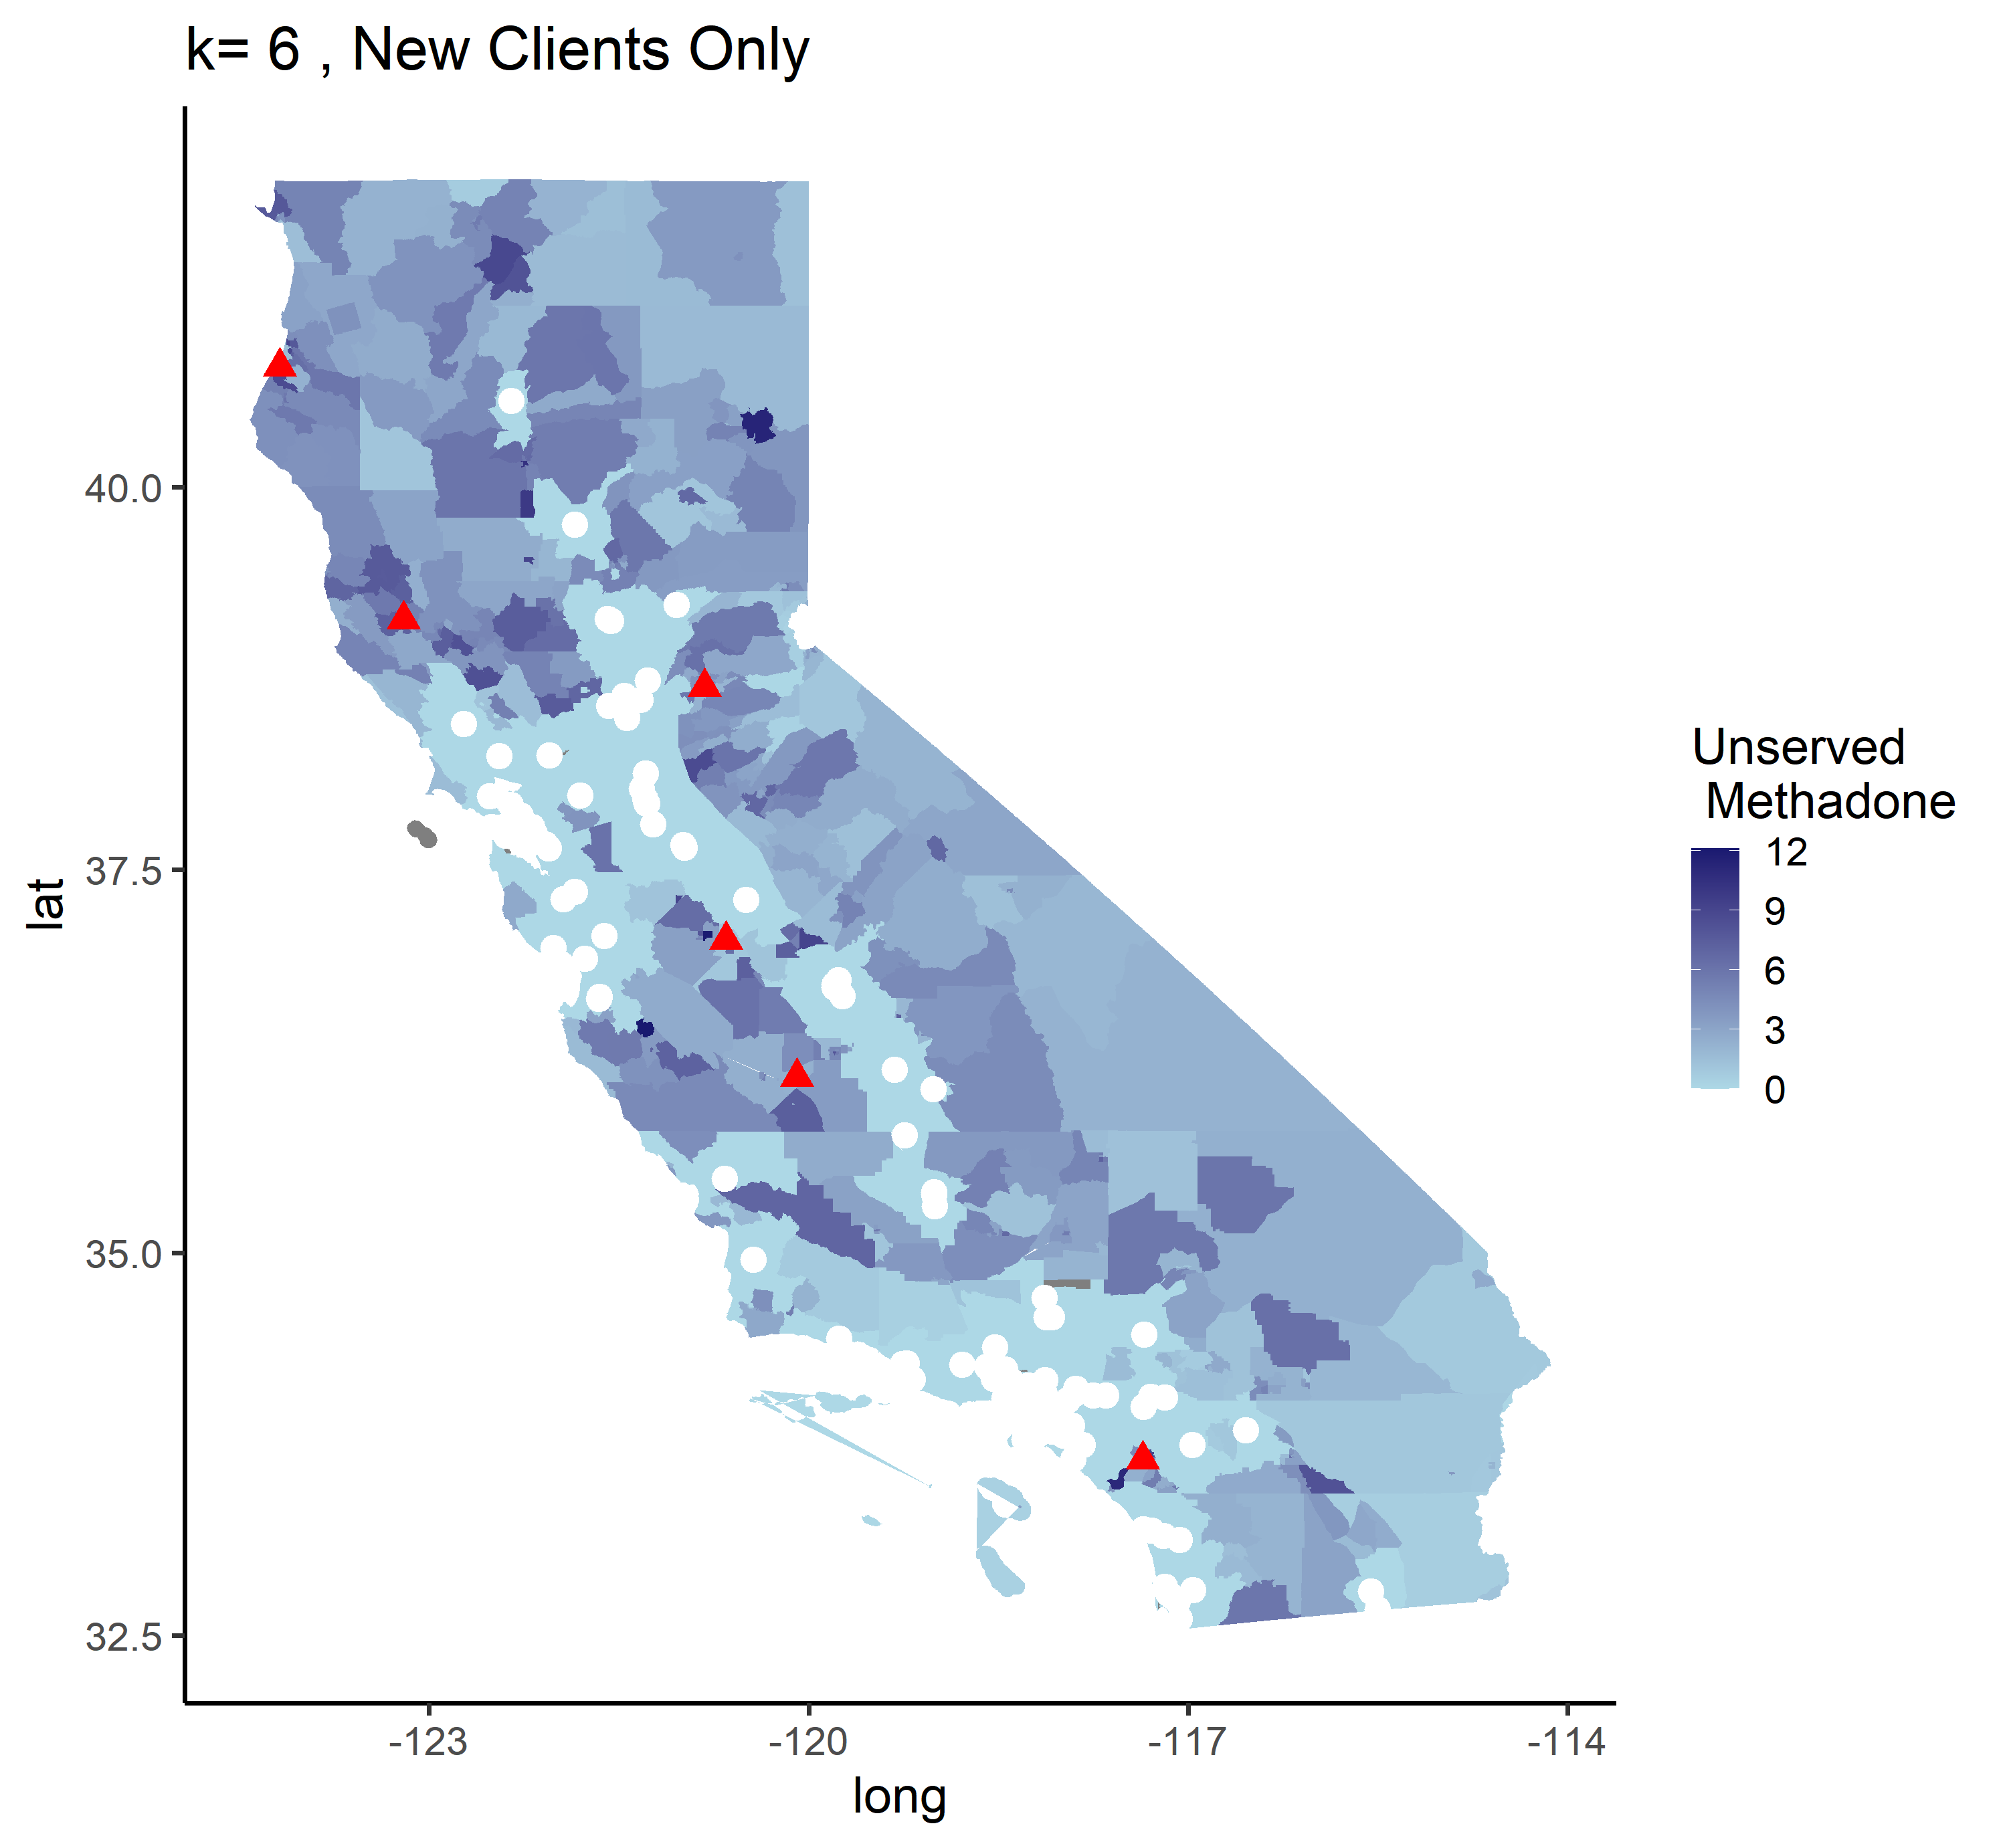 k= 6 , New Clients Only
40.0
37.5
35.0
32.5
lat
-123
-120
-117
-114
long
Unserved
Methadone
12
9
6
3
0